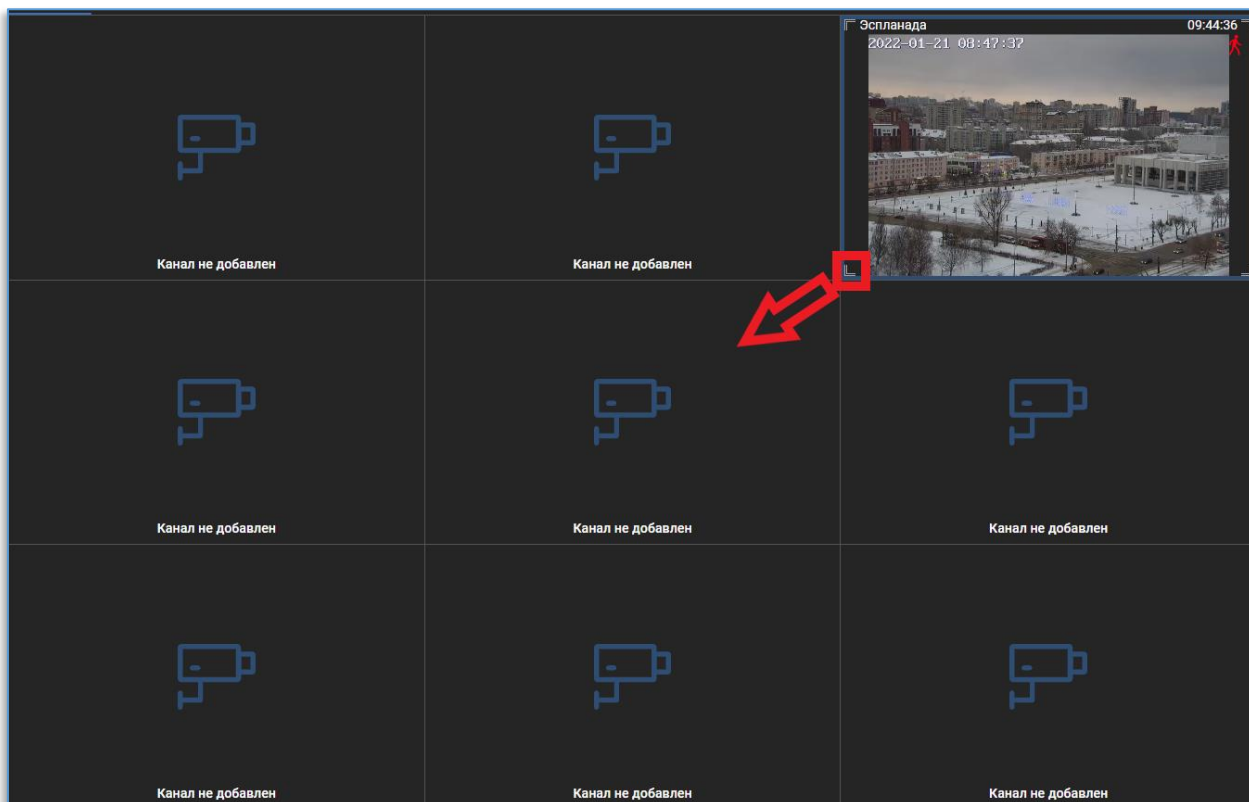 Эспланада 09:44:36
2022-01-21 08:47:37
Канал не добавлен Канал не добавлен
Канал не добавлен Канал не добавлен Канал не добавлен
Канал не добавлен Канал не добавлен Канал не добавлен